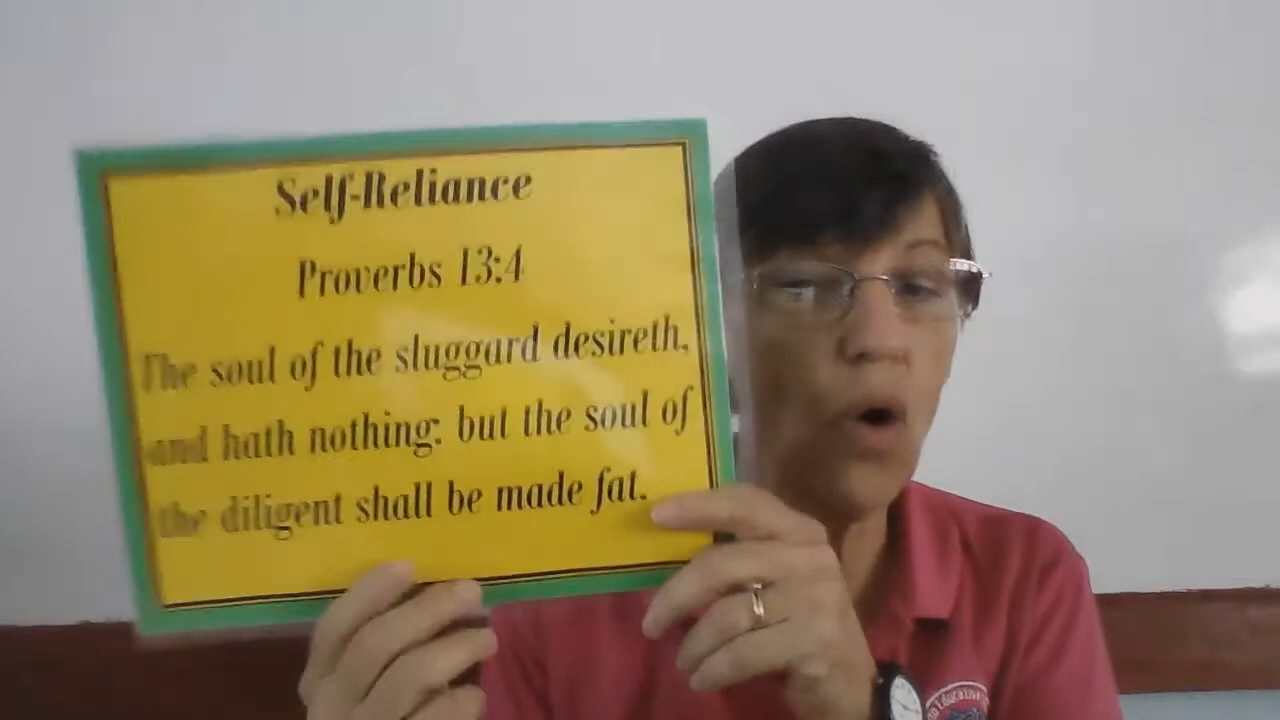 Self-Reliance
Proverbs 13:4
The soul of the sluggard desireth,
and hath nothing: but the soul of
the diligent shall be made fat.
Educativo